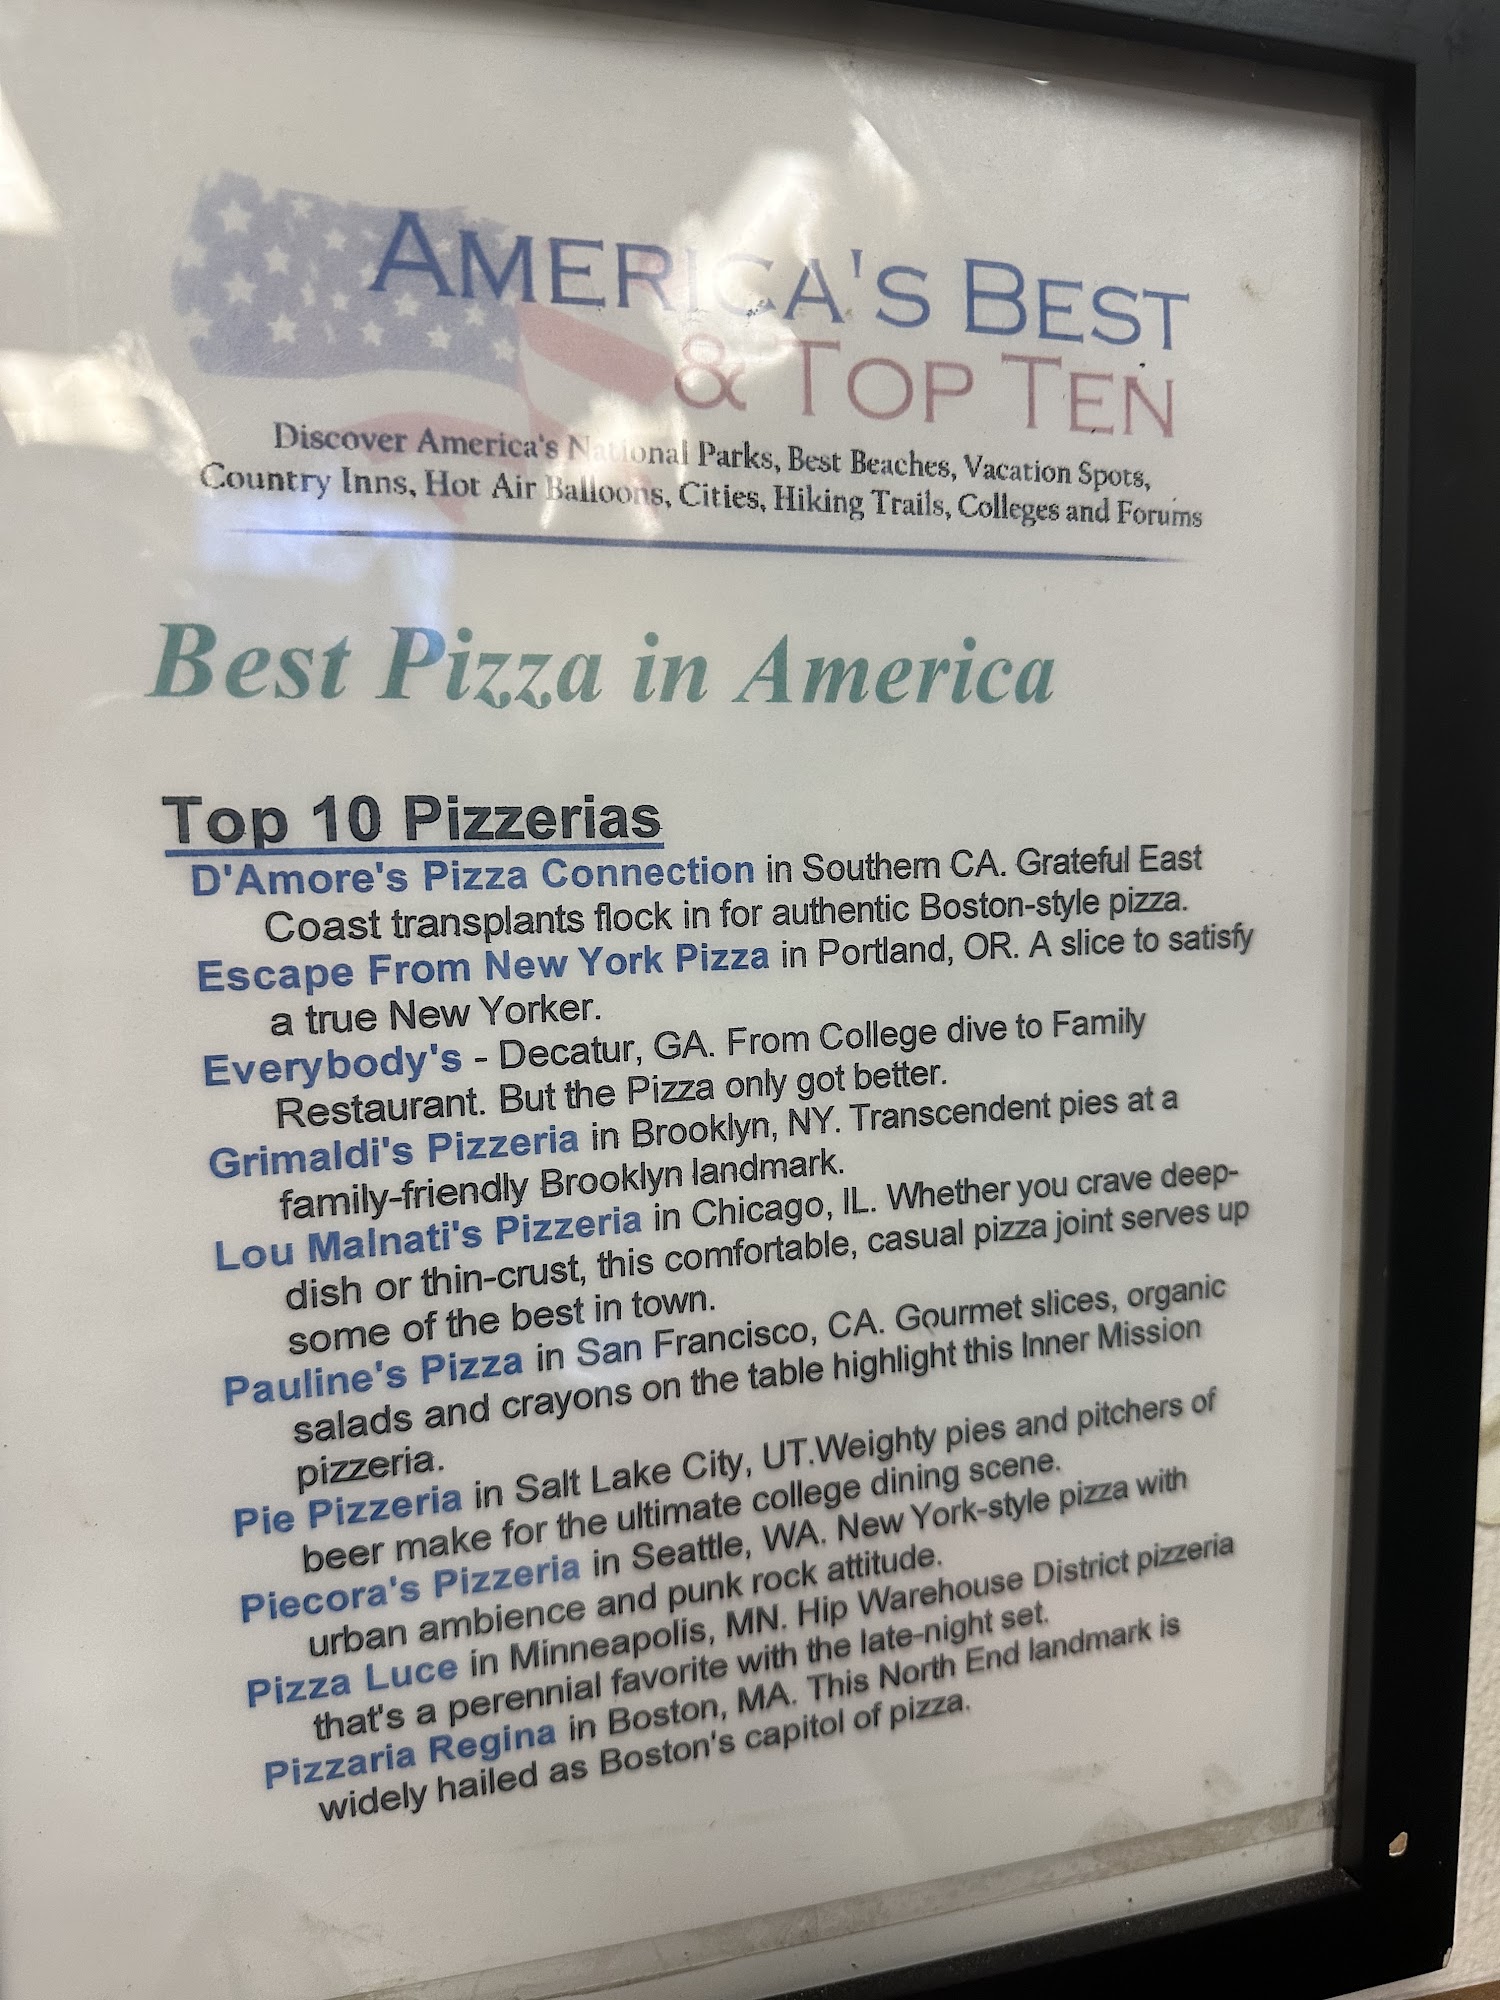 AMERICA'S BEST
& TOP TEN
Discover America's National Parks, Best Beaches, Vacation Spots,
Country Inns, Hot Air Balloons, Cities, Hiking Trails, Colleges and Forums
Best Pizza in America
Top 10 Pizzerias
D'Amore's Pizza Connection in Southern CA. Grateful East
Coast transplants flock in for authentic Boston-style pizza.
Escape From New York Pizza in Portland, OR. A slice to satisfy
a true New Yorker.
Everybody's - Decatur, GA. From College dive to Family
Restaurant. But the Pizza only got better.
Grimaldi's Pizzeria in Brooklyn, NY. Transcendent pies at a
family-friendly Brooklyn landmark.
Lou Malnati's Pizzeria in Chicago, IL. Whether you crave deep-
dish or thin-crust, this comfortable, casual pizza joint serves up
some of the best in town.
Pauline's Pizza in San Francisco, CA. Gourmet slices, organic
salads and crayons on the table highlight this Inner Mission
pizzeria.
Pie Pizzeria in Salt Lake City, UT.Weighty pies and pitchers of
beer make for the ultimate college dining scene.
Piecora's Pizzeria in Seattle, WA. New York-style pizza with
urban ambience and punk rock attitude.
Pizza Luce in Minneapolis, MN. Hip Warehouse District pizzeria
that's a perennial favorite with the late-night set.
Pizzaria Regina in Boston, MA. This North End landmark is
widely hailed as Boston's capitol of pizza.